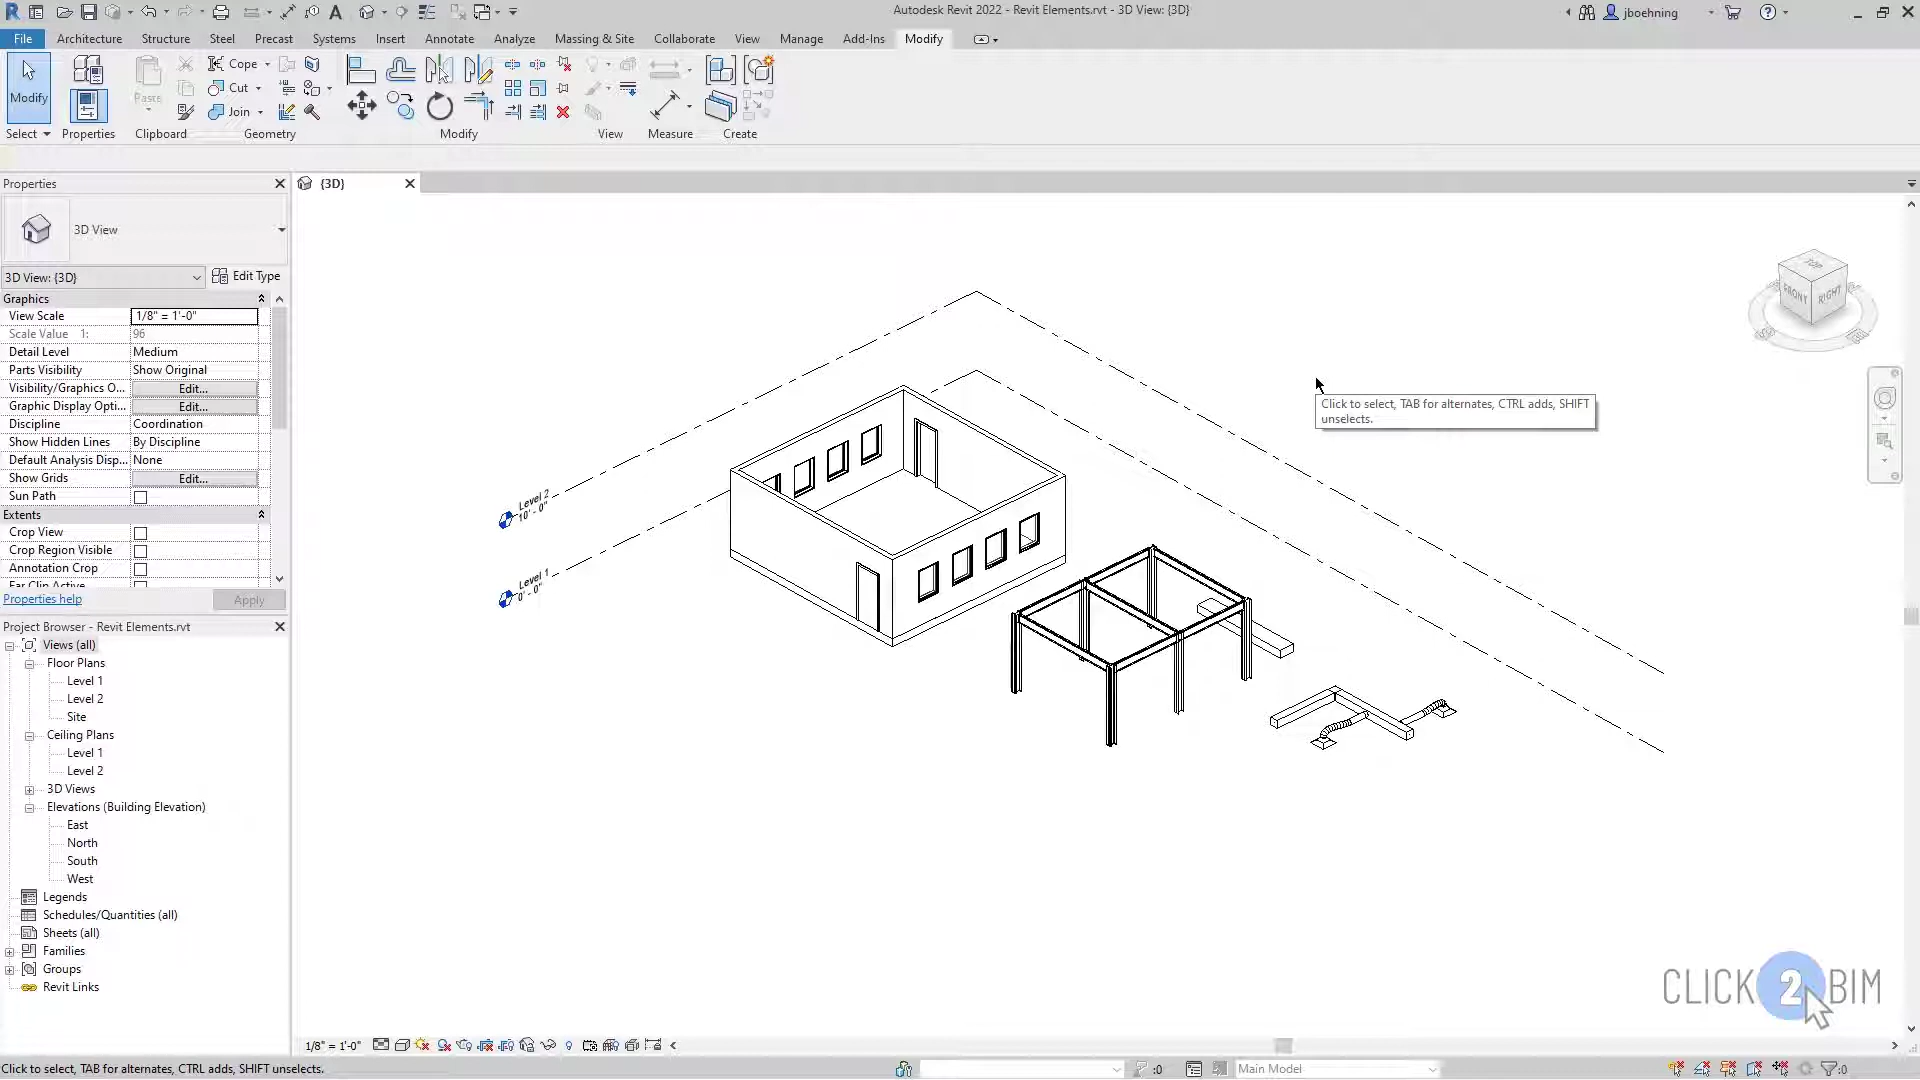 Autodesk Revit 2022 - Revit Elements.rvt - 3D View: {3D}
jboehning
File
Architecture
Structure
Steel
Precast
Systems
Insert
Annotate
Analyze
Massing & Site
Collaborate
View
Manage
Add-Ins
Modify
Modify
Paste
Cope
Cut
Join
Select
Properties
Clipboard
Geometry
Modify
View
Measure
Create
Properties
{3D}
3D View
3D View: {3D}
Edit Type
Graphics
View Scale 1/8" = 1'-0"
Scale Value 1: 96
Detail Level Medium
Parts Visibility Show Original
Visibility/Graphics O... Edit...
Graphic Display Opti... Edit...
Discipline Coordination
Show Hidden Lines By Discipline
Default Analysis Disp... None
Show Grids Edit...
Sun Path
Extents
Crop View
Crop Region Visible
Annotation Crop
Far Clip Active
Properties help
Apply
Project Browser - Revit Elements.rvt
Views (all)
Floor Plans
Level 1
Level 2
Site
Ceiling Plans
Level 1
Level 2
3D Views
Elevations (Building Elevation)
East
North
South
West
Legends
Schedules/Quantities (all)
Sheets (all)
Families
Groups
Revit Links
Level 2
10' - 0"
Level 1
0' - 0"
Click to select, TAB for alternates, CTRL adds, SHIFT
unselects.
TOP
FRONT
RIGHT
CLICK 2 BIM
1/8" = 1'-0"
Click to select, TAB for alternates, CTRL adds, SHIFT unselects.
:0
Main Model
:0